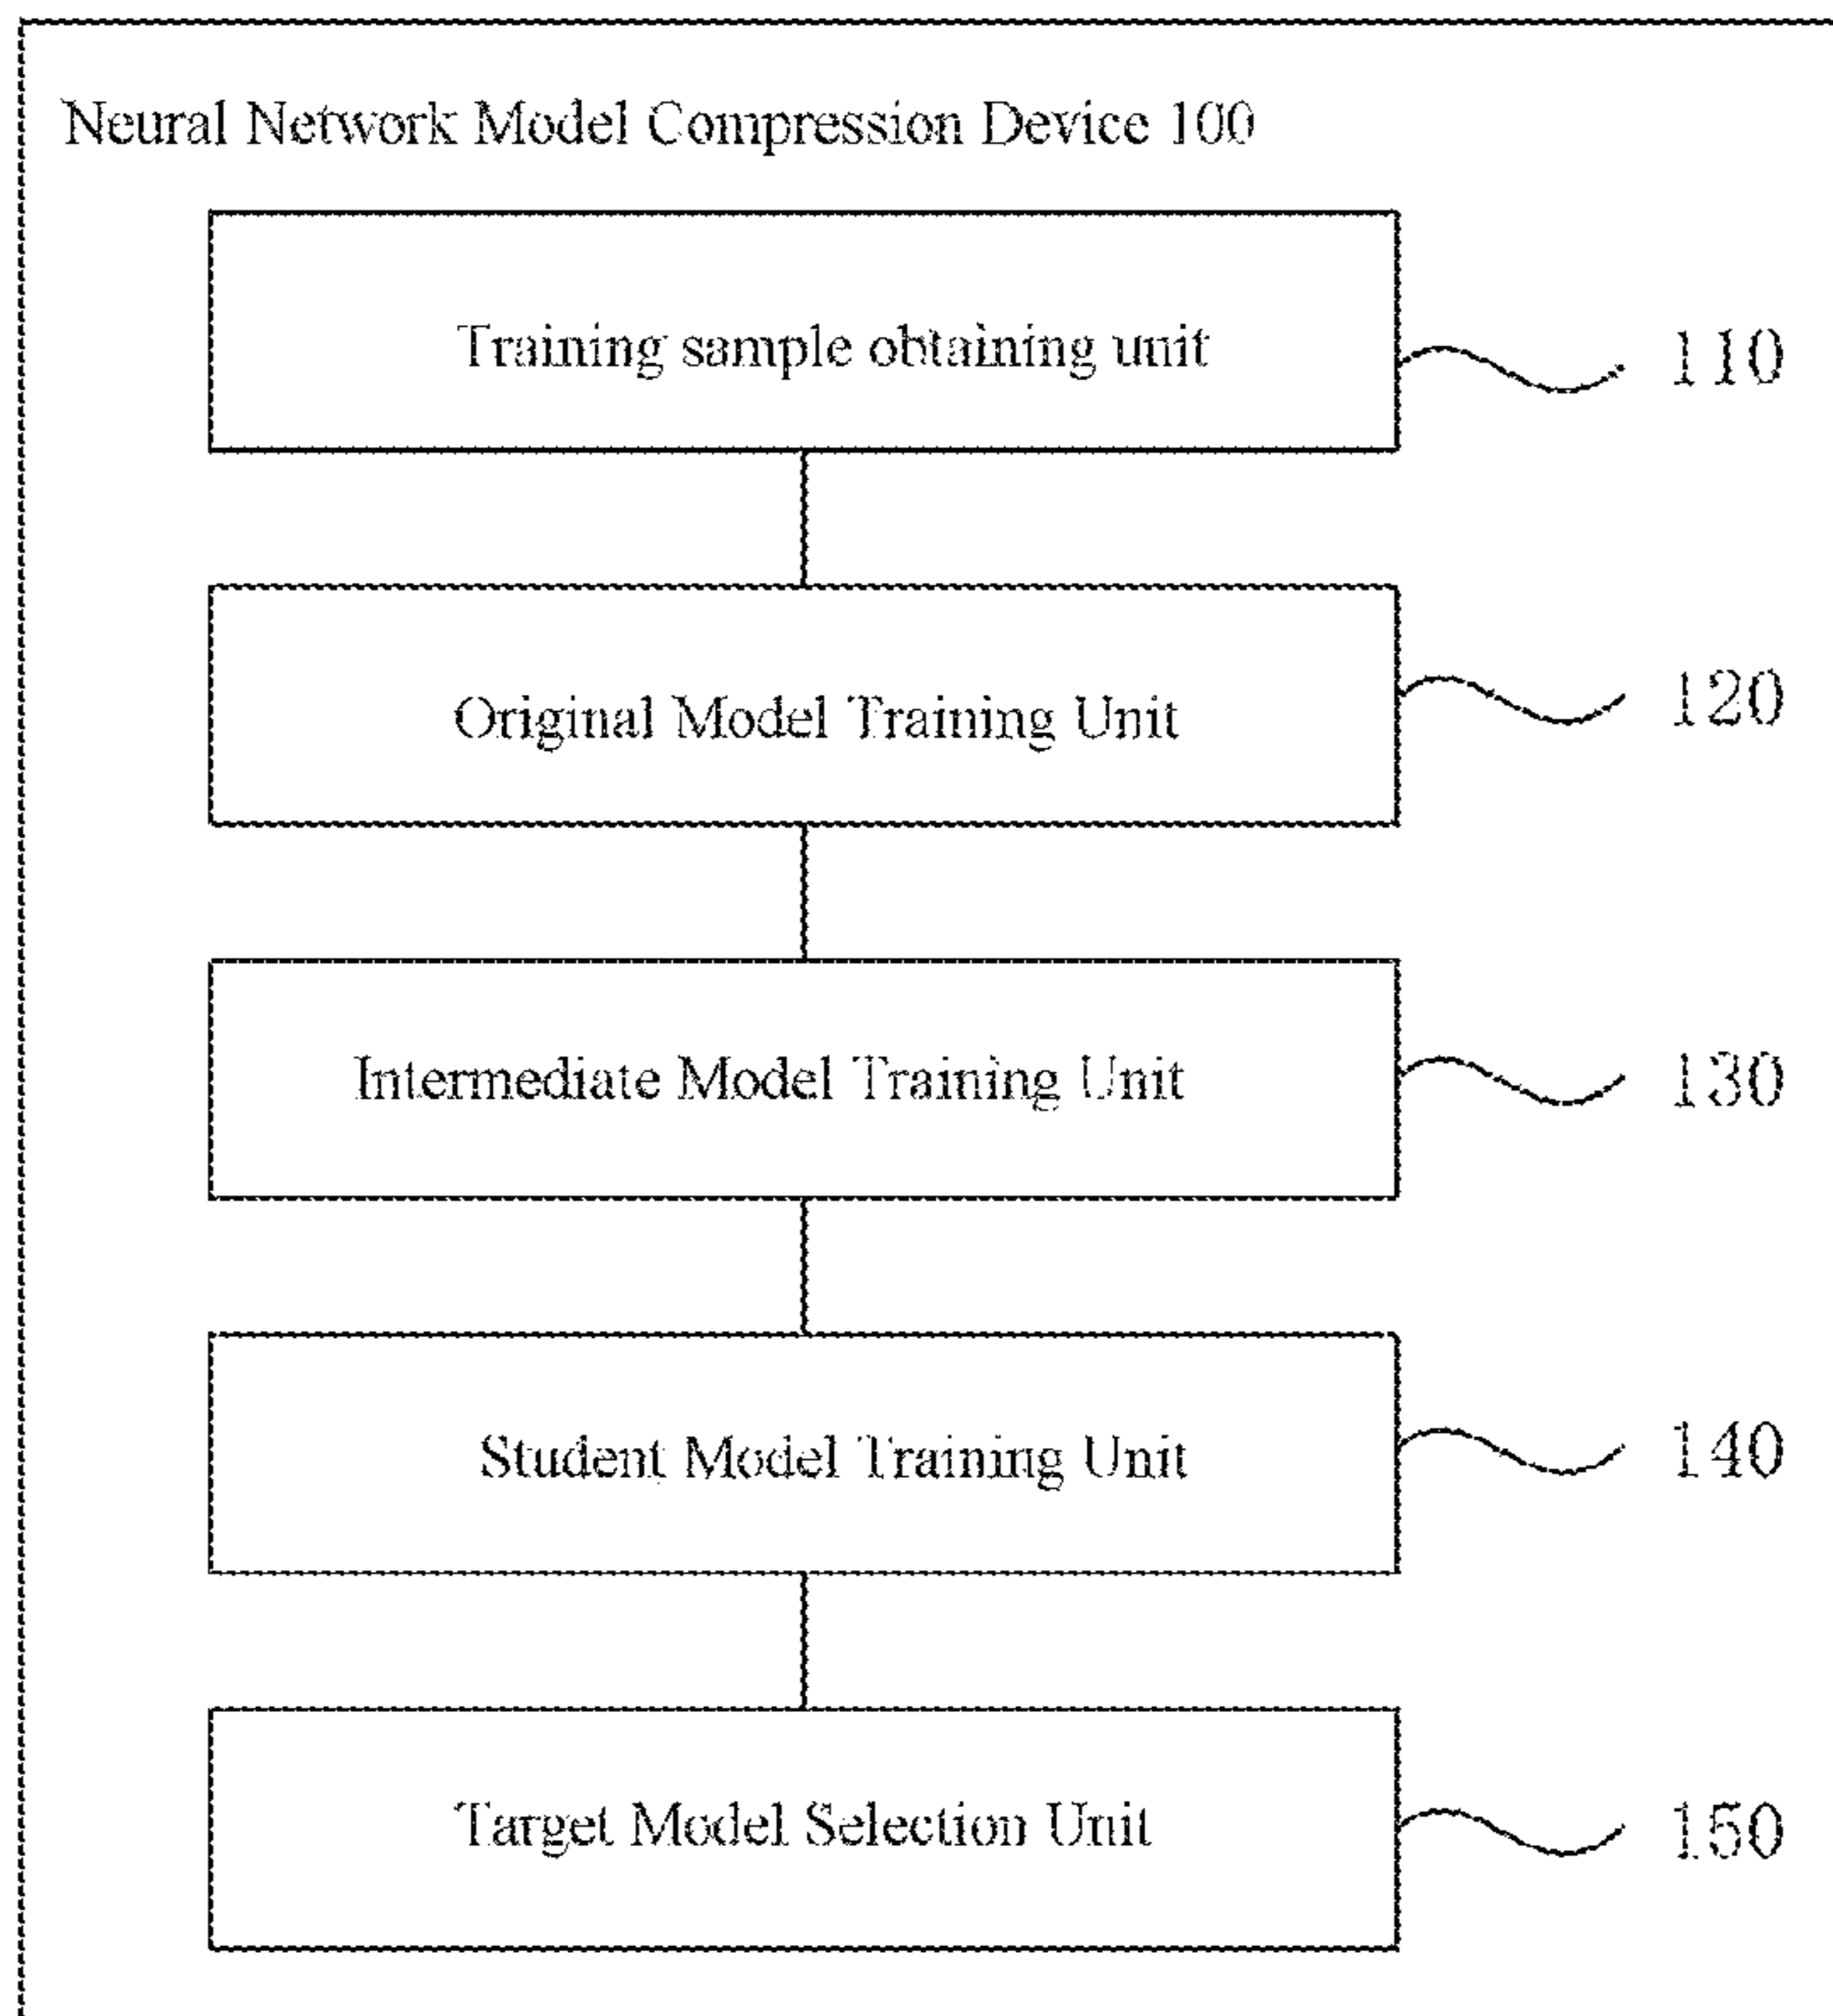 Neural Network Model Compression Device 100
Training sample obtaining unit
110
Original Model Training Unit
120
Intermediate Model Training Unit
130
Student Model Training Unit
140
Target Model Selection Unit
150